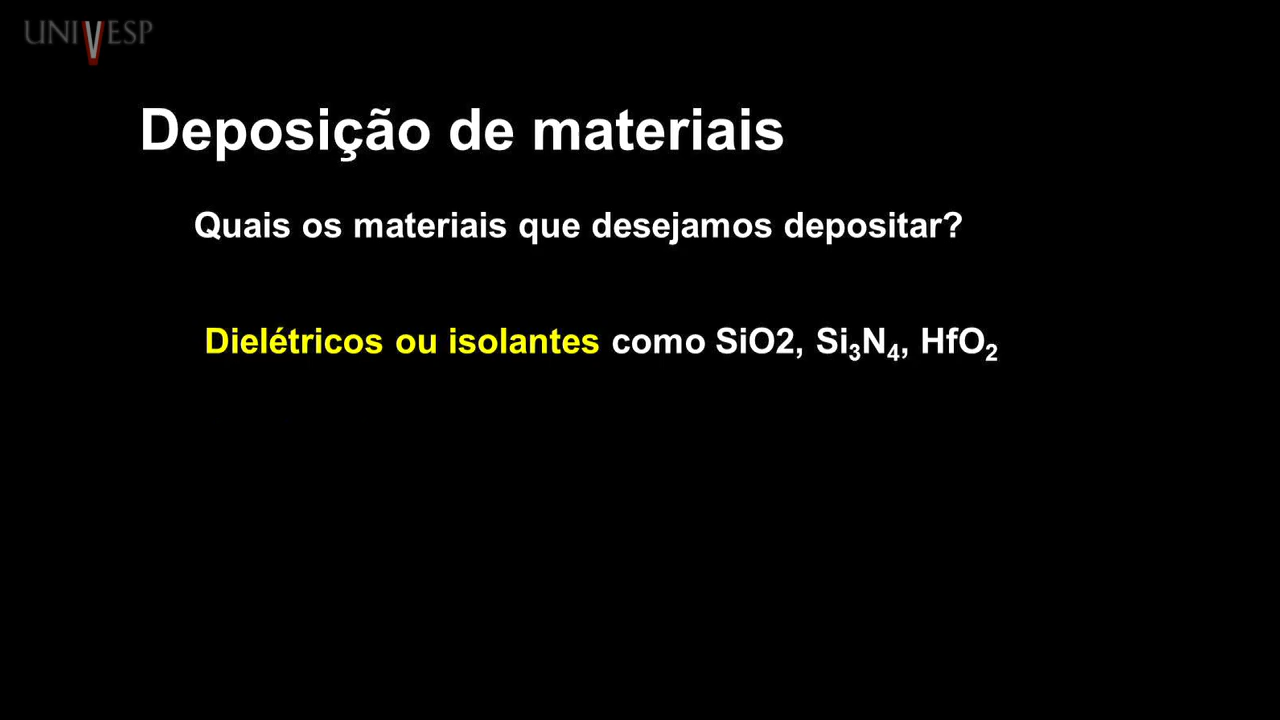 UNIVESP
Deposição de materiais
Quais os materiais que desejamos depositar?
Dielétricos ou isolantes como SiO2, Si₃N₄, HfO₂